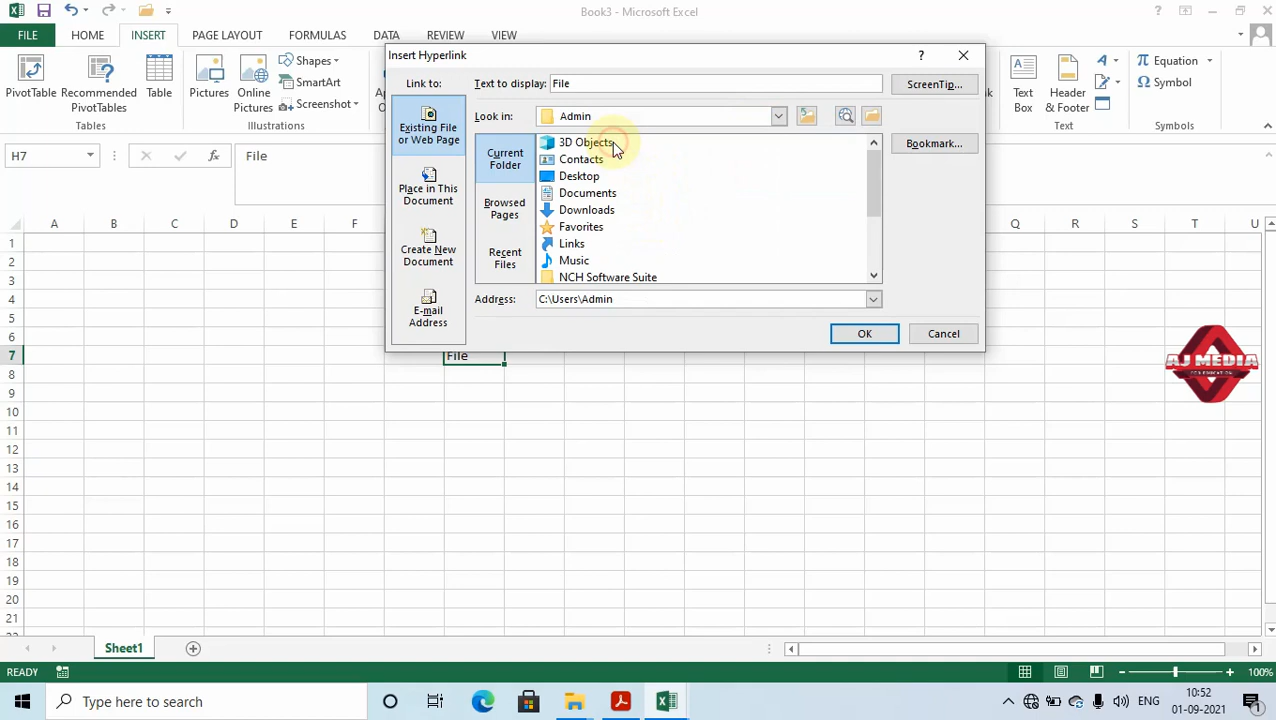 Book3 - Microsoft Excel
?
FILE
HOME
INSERT
PAGE LAYOUT
FORMULAS
DATA
REVIEW
VIEW
PivotTable
Recommended
PivotTables
Table
Tables
Pictures
Online
Shapes
SmartArt
Screenshot
Illustrations
Text
Box
Header
& Footer
Text
Equation
Symbol
Symbols
Insert Hyperlink
?
Link to:
Text to display:
File
ScreenTip...
Existing File
or Web Page
Place in This
Document
Create New
Document
E-mail
Address
Look in:
Admin
Current
Folder
Browsed
Pages
Recent
Files
3D Objects
Contacts
Desktop
Documents
Downloads
Favorites
Links
Music
NCH Software Suite
Bookmark...
Address:
C:\Users\Admin
OK
Cancel
H7
fx
File
A B C D E F Q R S T U
1
2
3
4
5
6
7
File
8
9
10
11
12
13
14
15
16
17
18
19
20
21
AJ MEDIA
FOR EDUCATION
Sheet1
READY
100%
Type here to search
ENG
10:52
01-09-2021
1